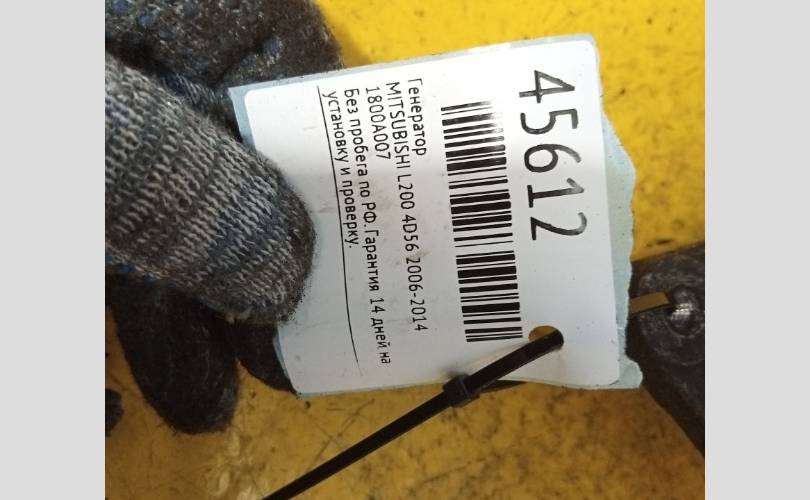 45612
Генератор
MITSUBISHI L200 4D56 2006-2014
1800A007
Без пробега по РФ. Гарантия 14 дней на
установку и проверку.